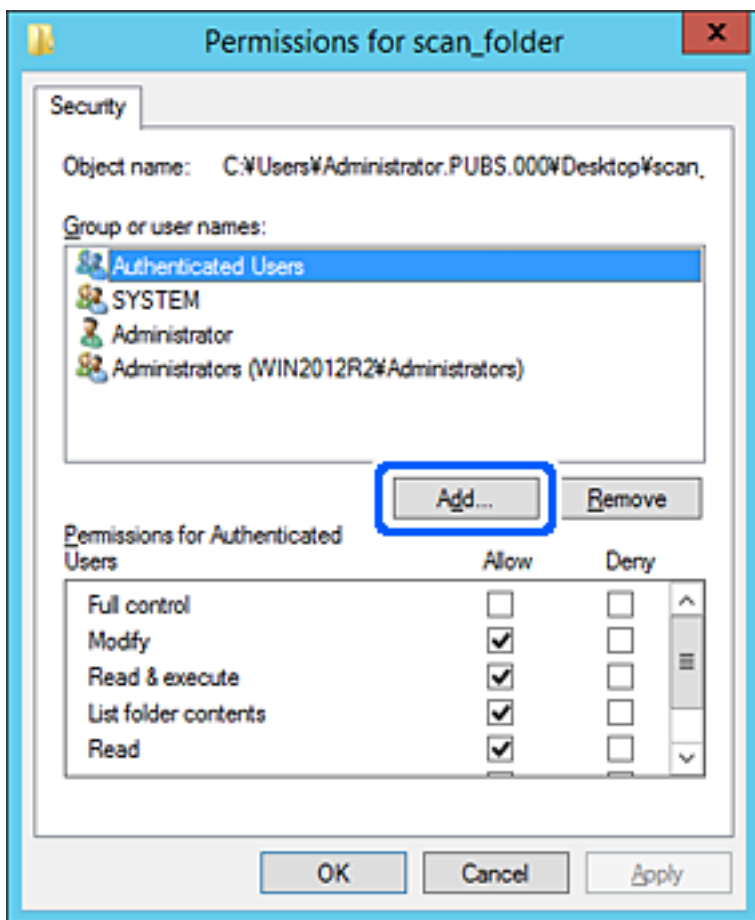 Permissions for scan_folder
x
Security
Object name: C:¥Users¥Administrator.PUBS.000¥Desktop¥scan_
Group or user names:
Authenticated Users
SYSTEM
Administrator
Administrators (WIN2012R2¥Administrators)
Add...
Remove
Permissions for Authenticated
Users
Allow
Deny
Full control
Modify
Read & execute
List folder contents
Read
OK
Cancel
Apply